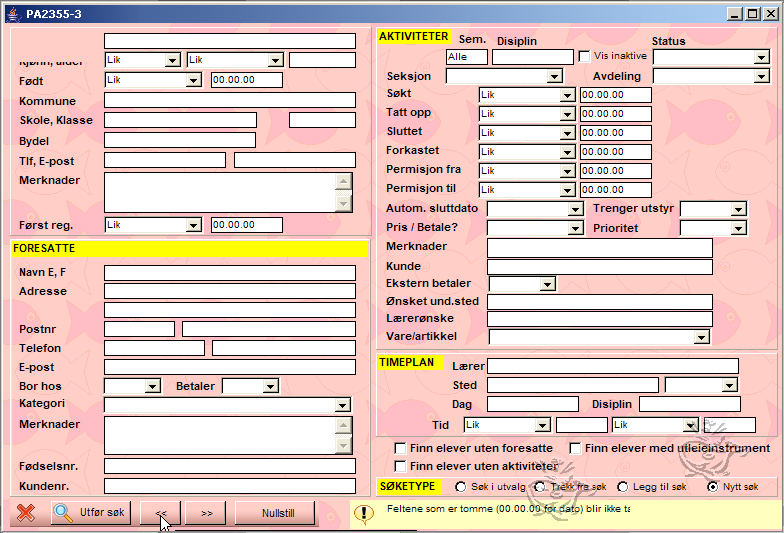 PA2355-3
Kjønn, alder Lik Lik
Født Lik 00.00.00
Kommune
Skole, Klasse
Bydel
Tlf, E-post
Merknader
Først reg. Lik 00.00.00
FORESATTE
Navn E, F
Adresse
Postnr
Telefon
E-post
Bor hos Betaler
Kategori
Merknader
Fødselsnr.
Kundenr.
AKTIVITETER Sem. Disiplin Status
Alle Vis inaktive
Seksjon Avdeling
Søkt Lik 00.00.00
Tatt opp Lik 00.00.00
Sluttet Lik 00.00.00
Forkastet Lik 00.00.00
Permisjon fra Lik 00.00.00
Permisjon til Lik 00.00.00
Autom. sluttdato Trenger utstyr
Pris / Betale? Prioritet
Merknader
Kunde
Ekstern betaler
Ønsket und.sted
Lærerønske
Vare/artikkel
TIMEPLAN Lærer
Sted
Dag Disiplin
Tid Lik Lik
Finn elever uten foresatte Finn elever med utleieinstrument
Finn elever uten aktiviteter
SØKETYPE Søk i utvalg Trekk fra søk Legg til søk Nytt søk
Utfør søk << >> Nullstill
Feltene som er tomme (00.00.00 for dato) blir ikke ta